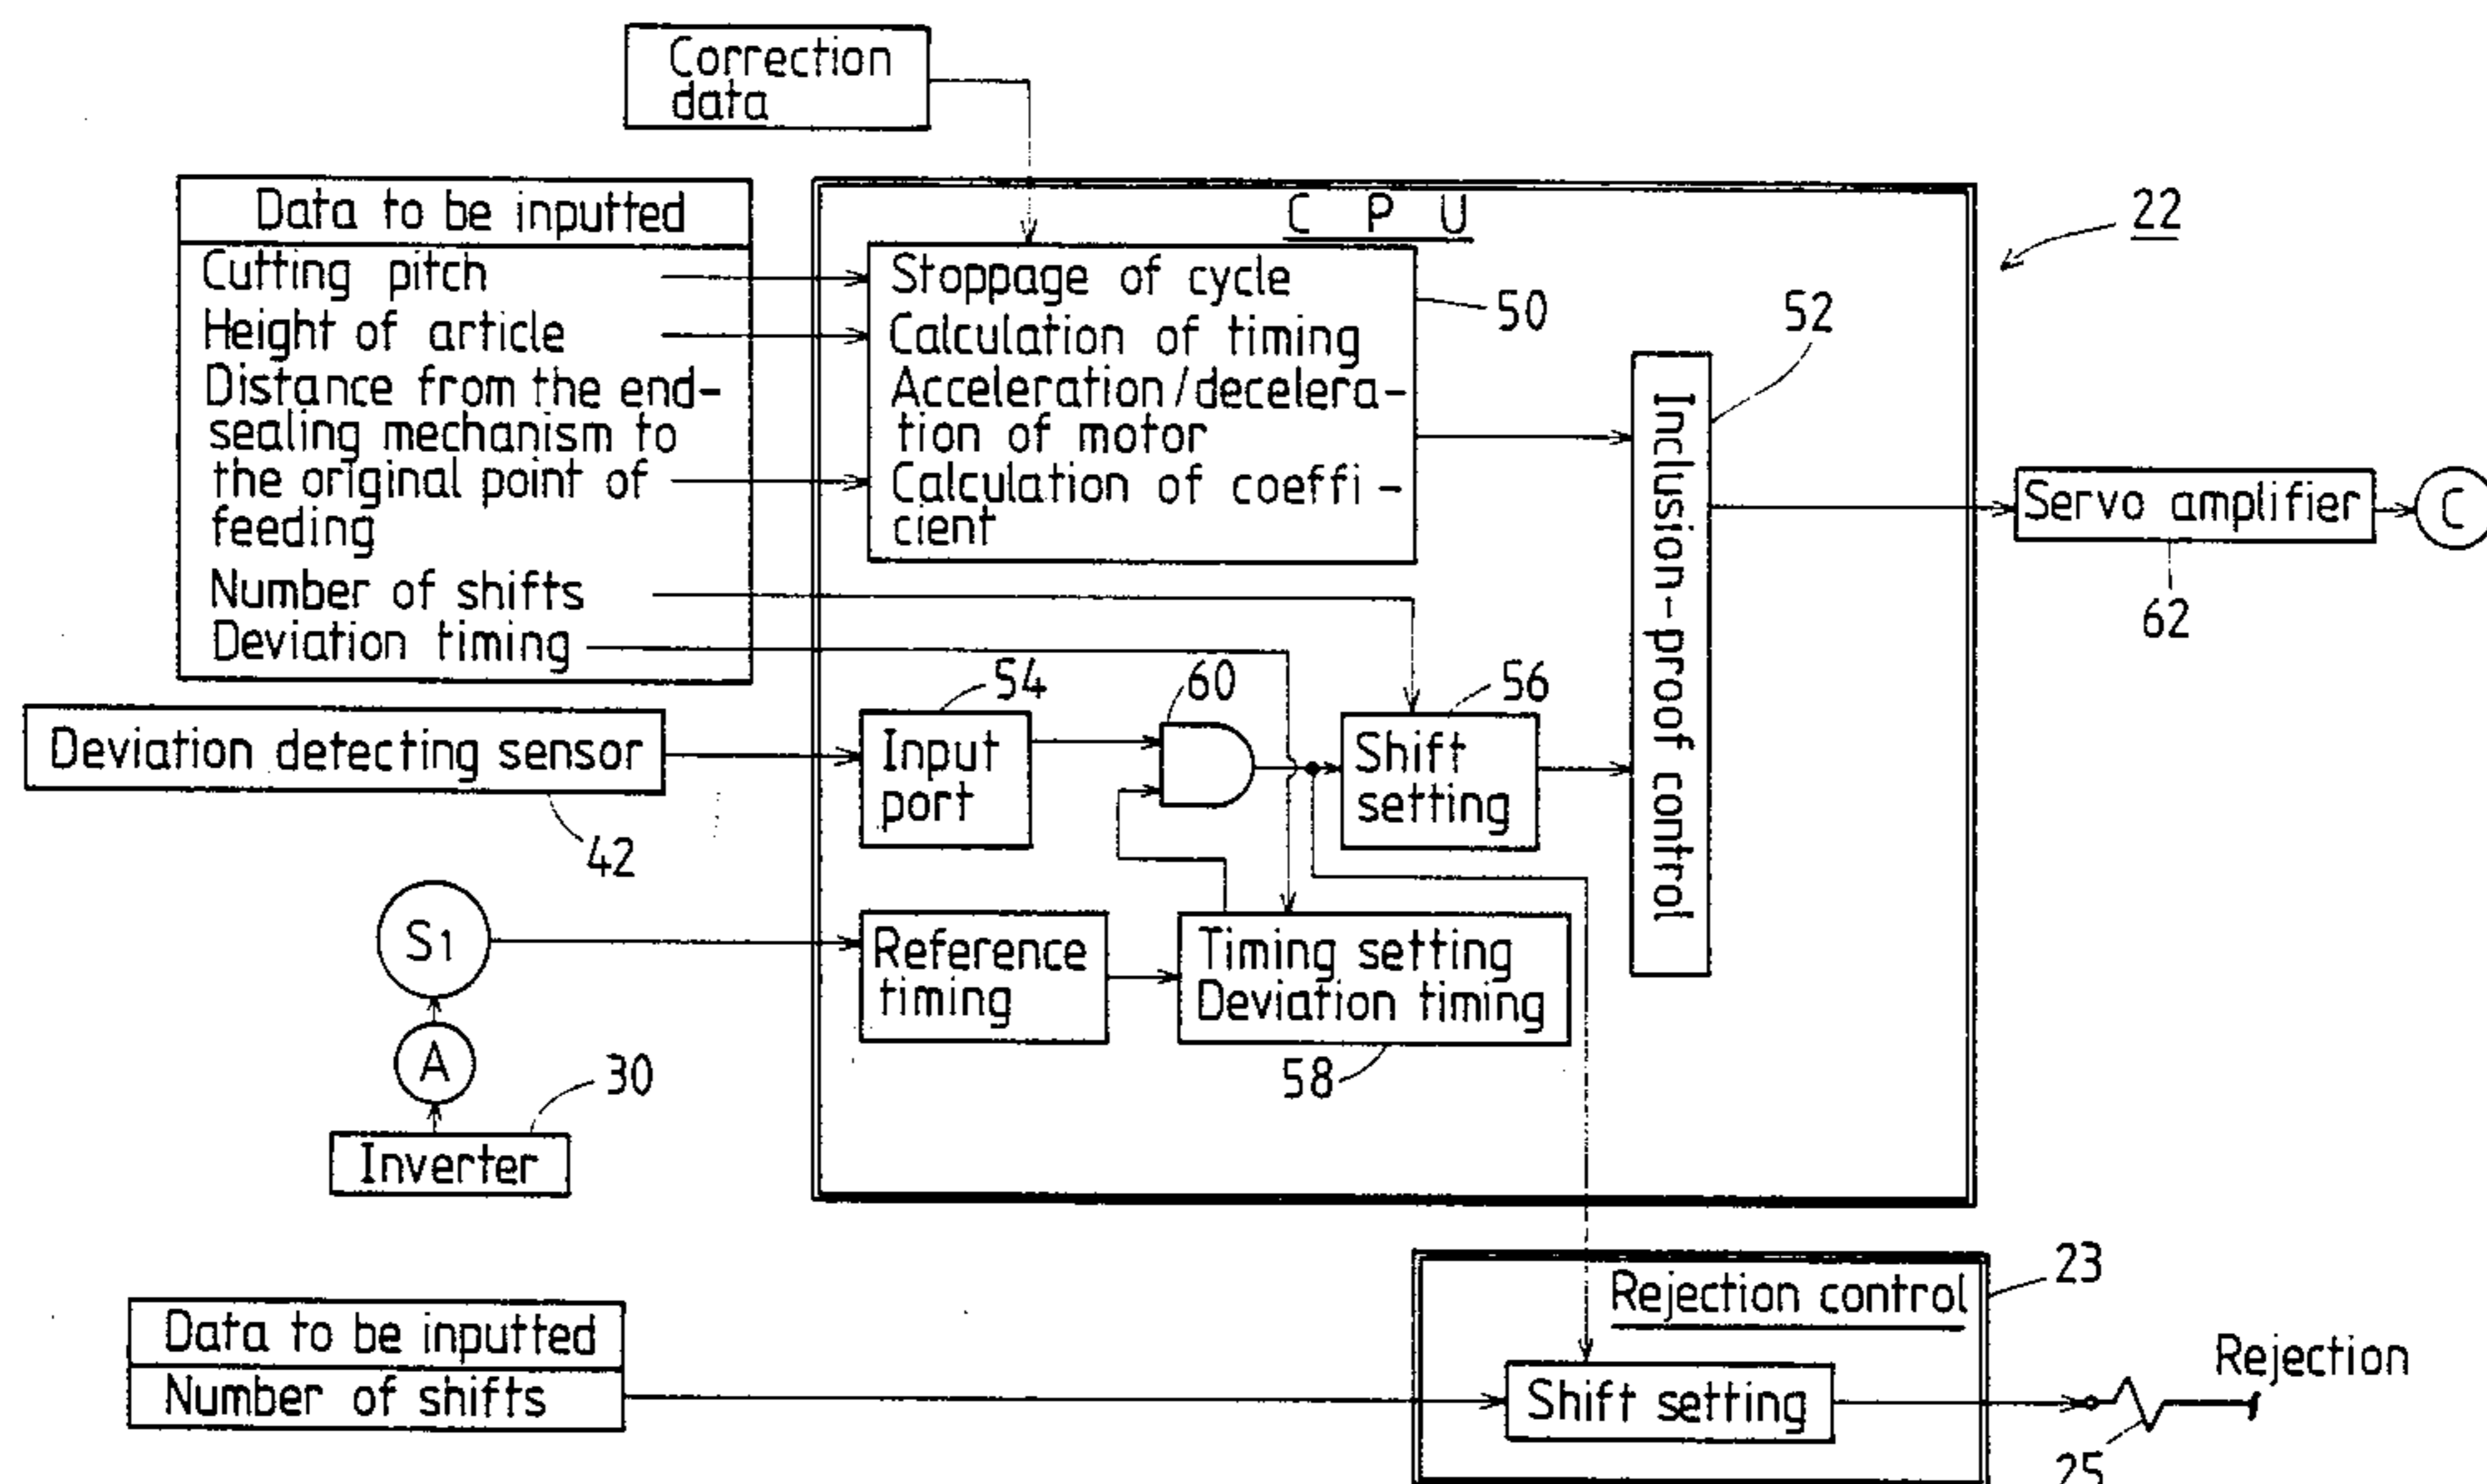 Correction
data
Data to be inputted
Cutting pitch
Height of article
Distance from the end-
sealing mechanism to
the original point of
feeding
Number of shifts
Deviation timing
C P U
22
Stoppage of cycle
Calculation of timing
Acceleration/decelera-
tion of motor
Calculation of coeffi-
cient
50
52
Inclusion-proof control
Servo amplifier
C
62
Deviation detecting sensor
42
54
Input
port
60
56
Shift
setting
S1
A
30
Inverter
Reference
timing
Timing setting
Deviation timing
58
Data to be inputted
Number of shifts
Rejection control
23
Shift setting
Rejection
25